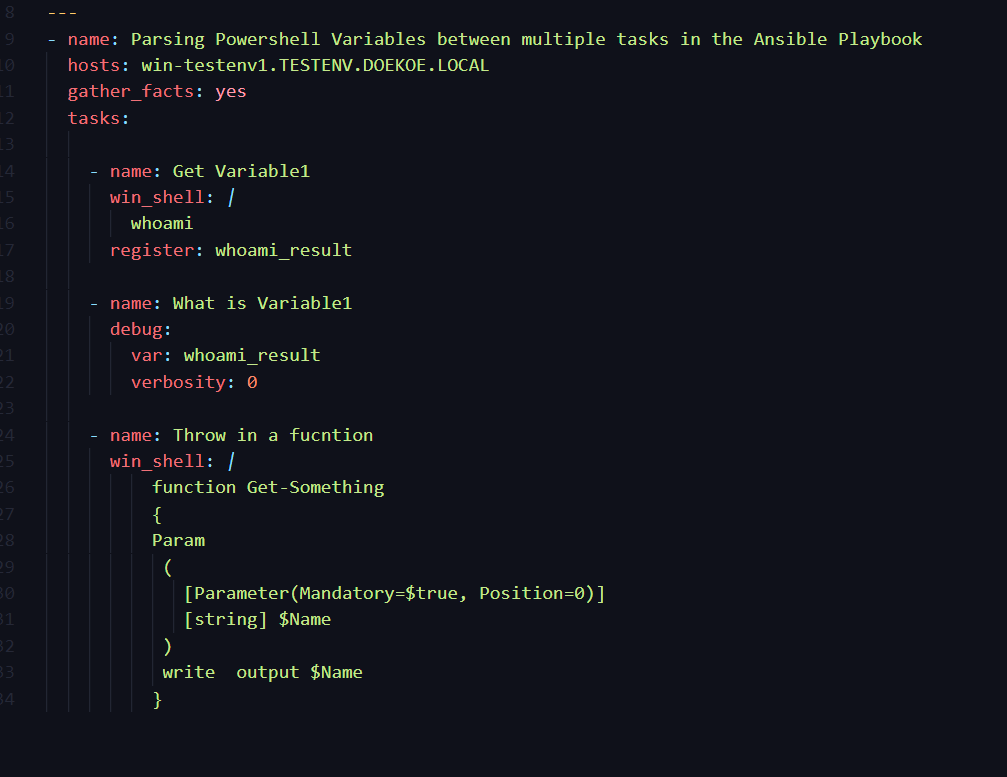 8 ---
9 - name: Parsing Powershell Variables between multiple tasks in the Ansible Playbook
10 hosts: win-testenv1.TESTENV.DOEKOE.LOCAL
11 gather_facts: yes
12 tasks:
13
14 - name: Get Variable1
15 win_shell: |
16 whoami
17 register: whoami_result
18
19 - name: What is Variable1
20 debug:
21 var: whoami_result
22 verbosity: 0
23
24 - name: Throw in a fucntion
25 win_shell: |
26 function Get-Something
27 {
28 Param
29 (
30 [Parameter(Mandatory=$true, Position=0)]
31 [string] $Name
32 )
33 write  output $Name
34 }